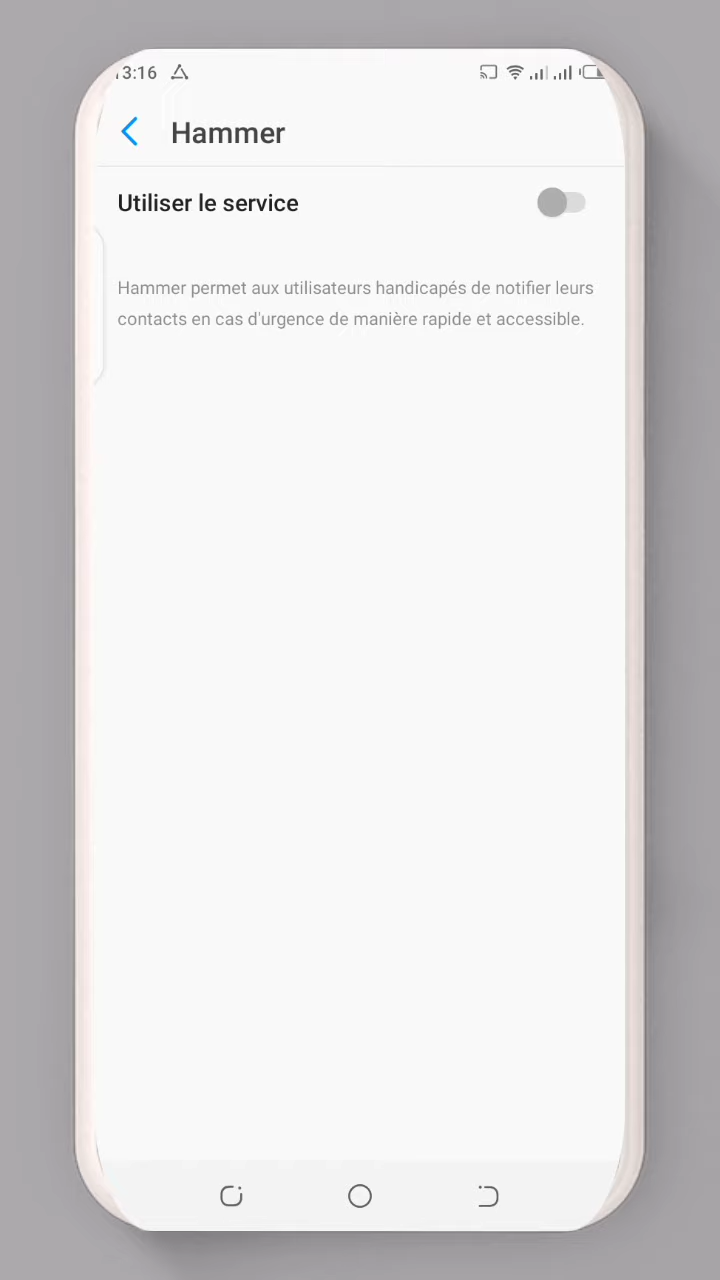 13:16
Hammer
Utiliser le service
Hammer permet aux utilisateurs handicapés de notifier leurs
contacts en cas d'urgence de manière rapide et accessible.